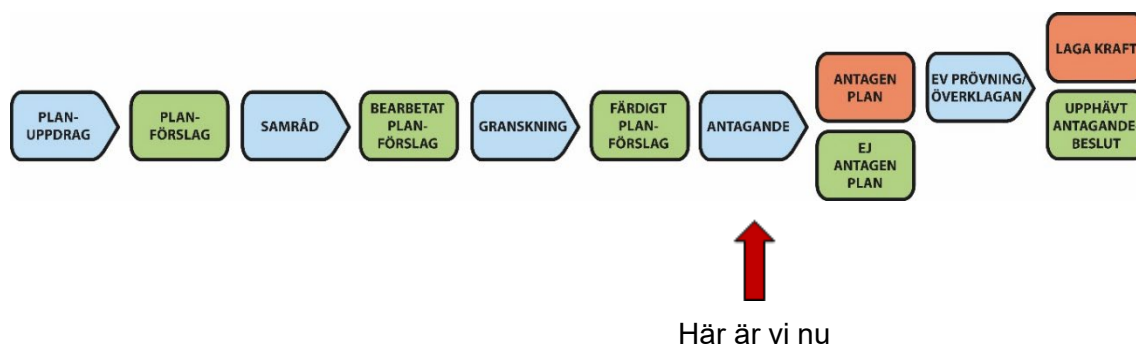 PLAN-
UPPDRAG
PLAN-
FÖRSLAG
SAMRÅD
BEARBETAT
PLAN-
FÖRSLAG
GRANSKNING
FÄRDIGT
PLAN-
FÖRSLAG
ANTAGANDE
ANTAGEN
PLAN
EJ
ANTAGEN
PLAN
EV PRÖVNING/
ÖVERKLAGAN
LAGA KRAFT
UPPHÄVT
ANTAGANDE
BESLUT
Här är vi nu